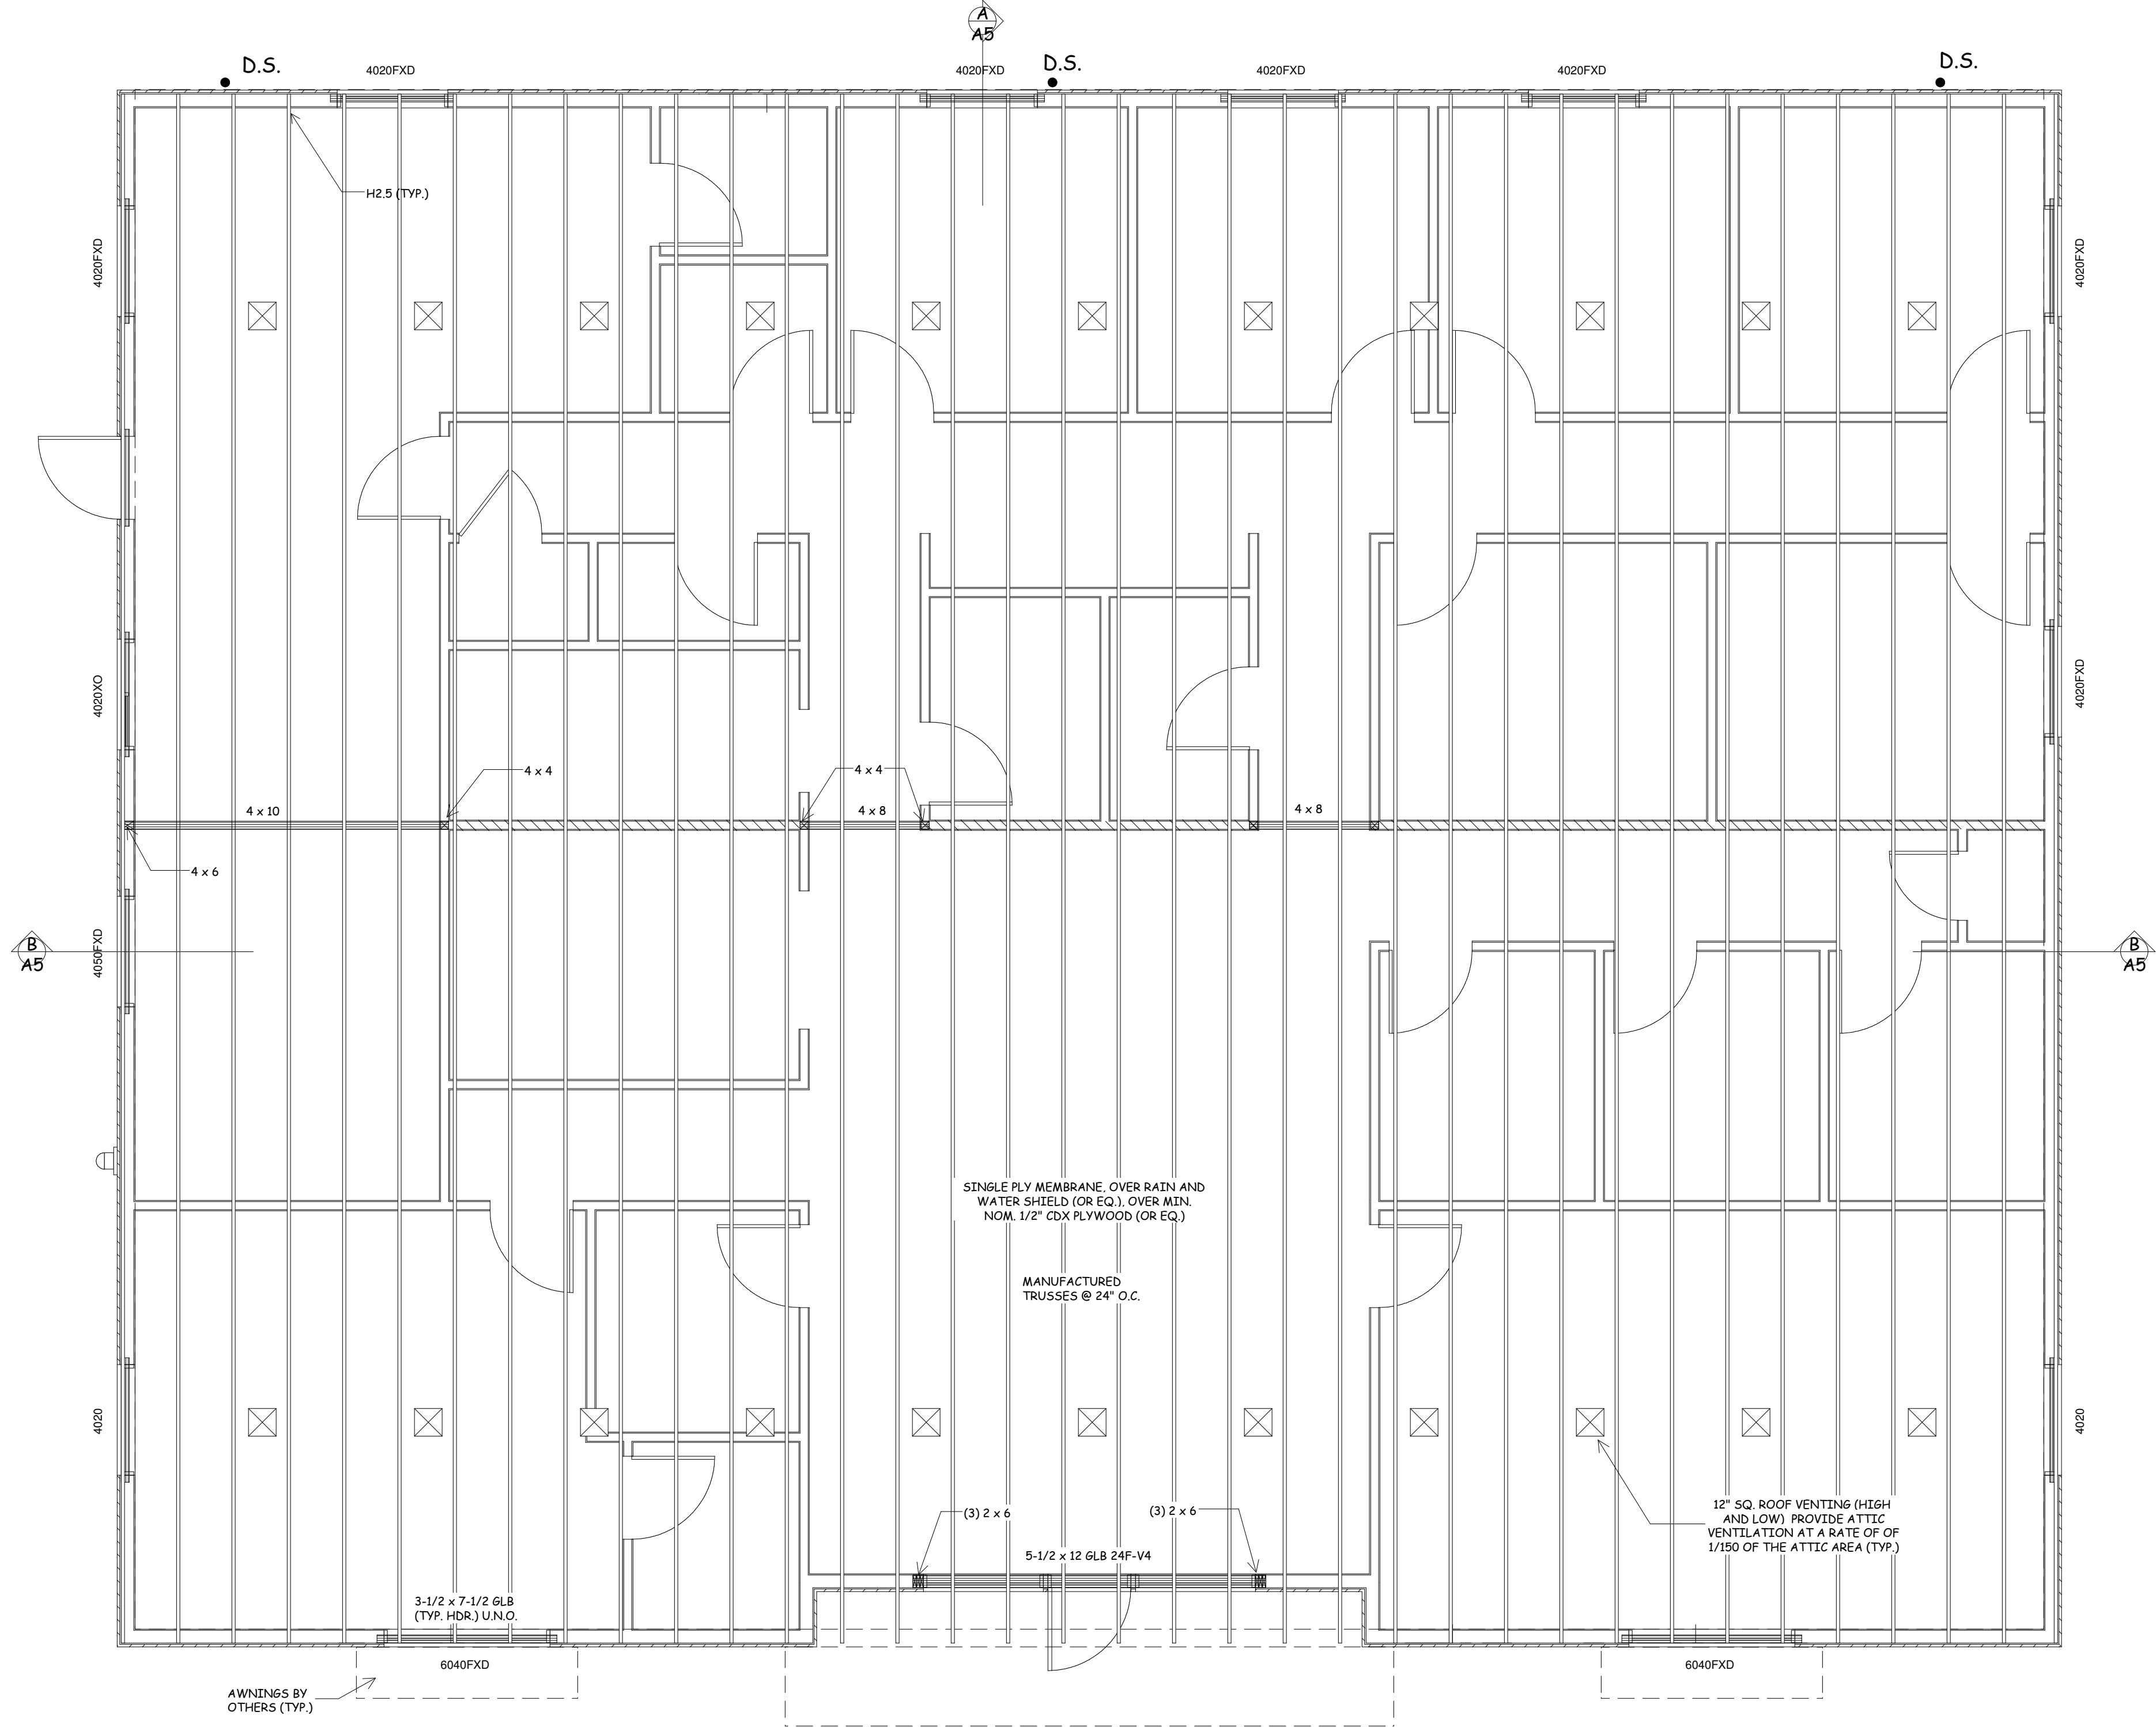 A
A5
D.S.
D.S.
D.S.
4020FXD
4020FXD
4020FXD
4020FXD
H2.5 (TYP.)
4020FXD
4020FXD
4020XO
4020FXD
4 x 4
4 x 4
4 x 10
4 x 8
4 x 8
4 x 6
B
A5
4050FXD
B
A5
SINGLE PLY MEMBRANE, OVER RAIN AND
WATER SHIELD (OR EQ.), OVER MIN.
NOM. 1/2" CDX PLYWOOD (OR EQ.)
MANUFACTURED
TRUSSES @ 24" O.C.
4020
4020
(3) 2 x 6
(3) 2 x 6
12" SQ. ROOF VENTING (HIGH
AND LOW) PROVIDE ATTIC
VENTILATION AT A RATE OF OF
1/150 OF THE ATTIC AREA (TYP.)
5-1/2 x 12 GLB 24F-V4
3-1/2 x 7-1/2 GLB
(TYP. HDR.) U.N.O.
6040FXD
6040FXD
AWNINGS BY
OTHERS (TYP.)